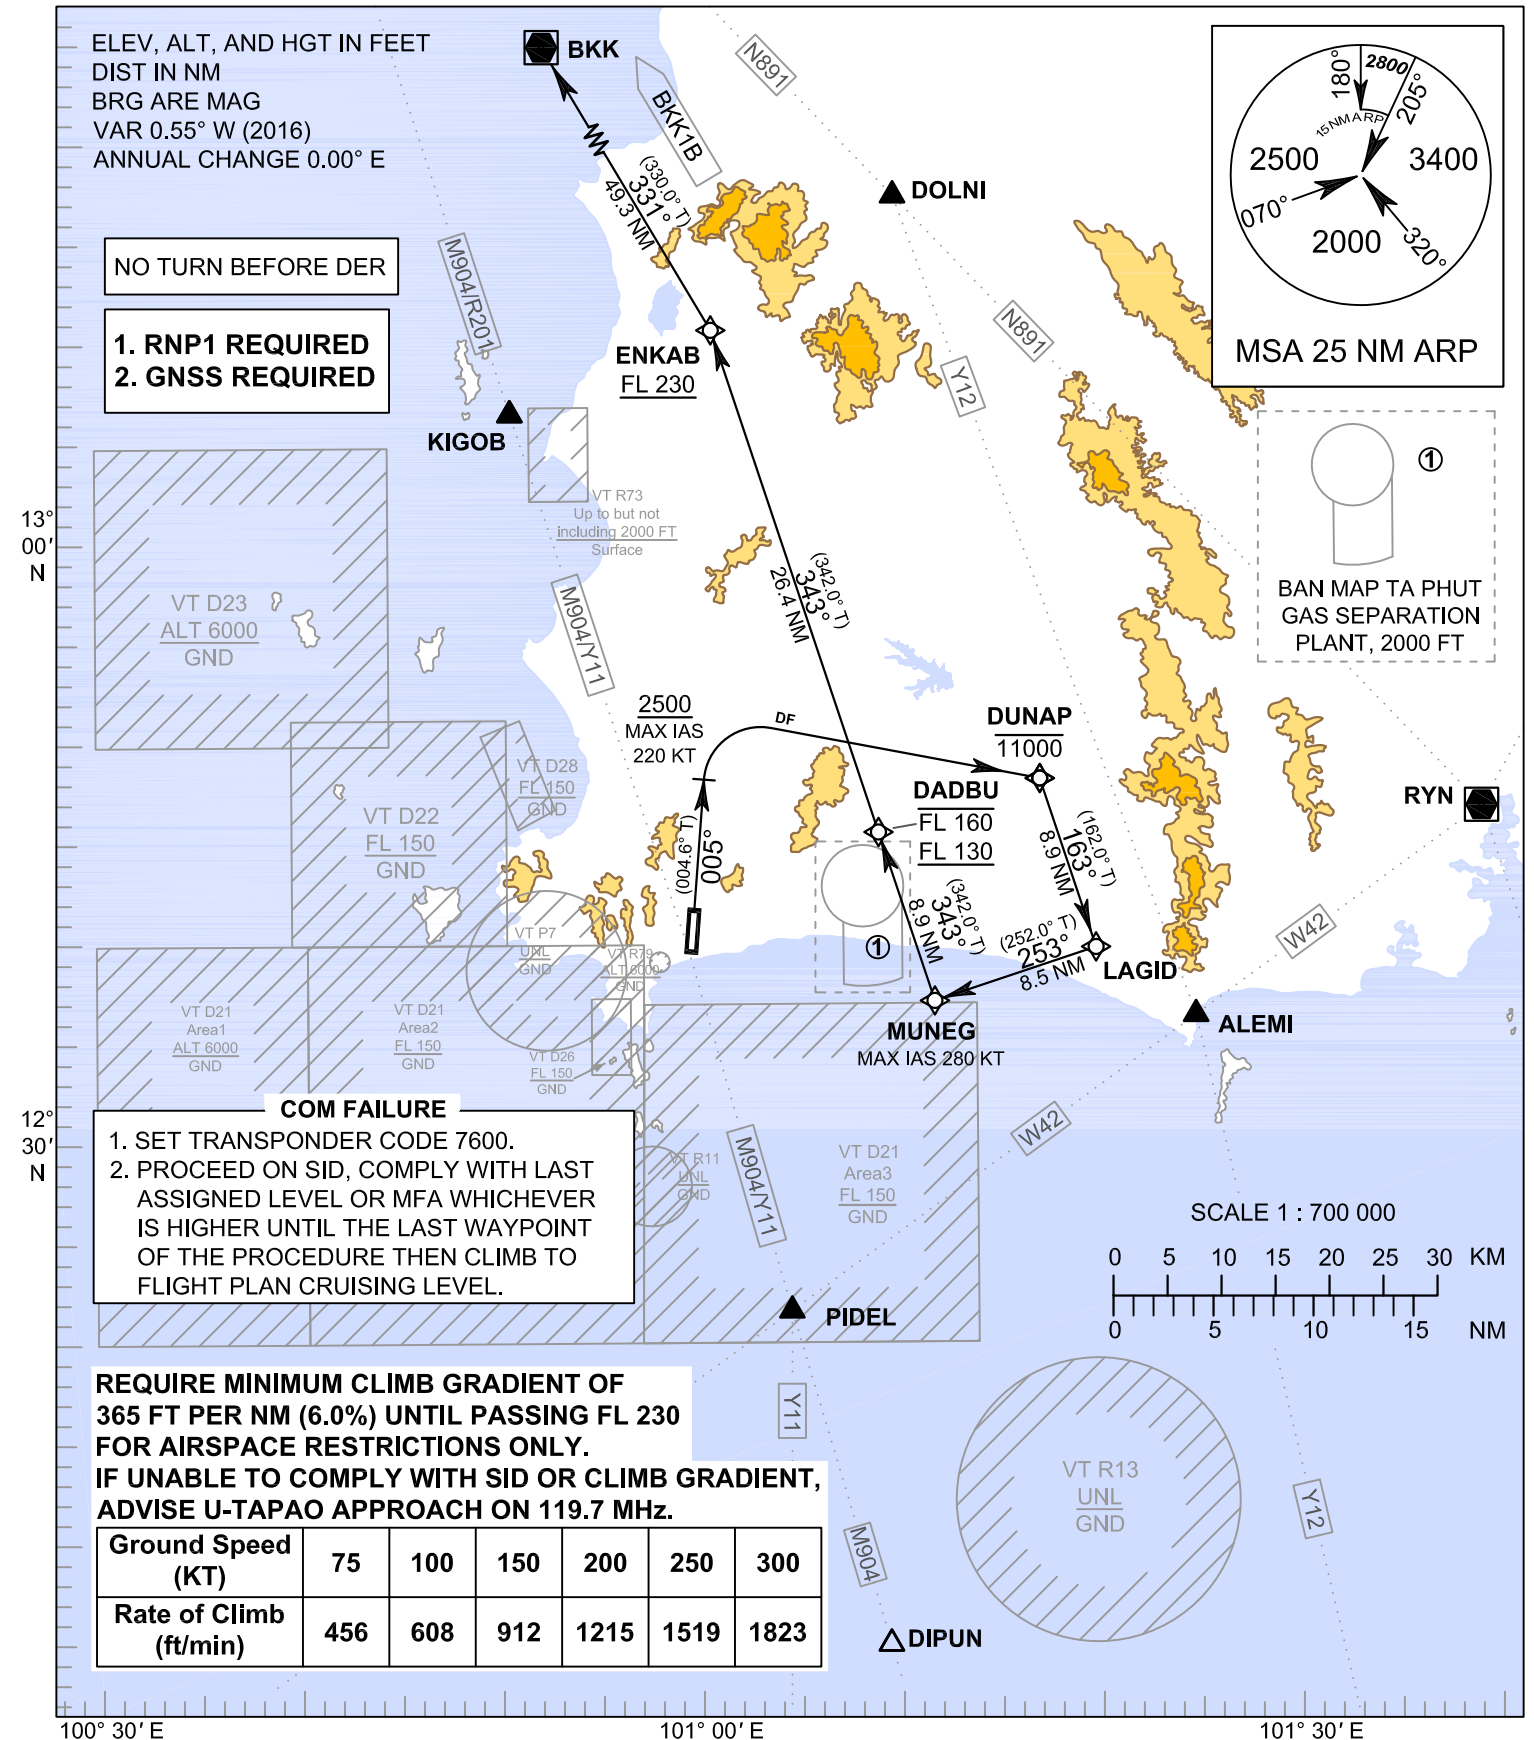 ELEV, ALT, AND HGT IN FEET
DIST IN NM
BRG ARE MAG
VAR 0.55° W (2016)
ANNUAL CHANGE 0.00° E
NO TURN BEFORE DER
1. RNP1 REQUIRED
2. GNSS REQUIRED
BKK
BKK1B
N891
DOLNI
180°
2800
205°
15 NM ARP
2500
3400
070°
2000
320°
MSA 25 NM ARP
(330.0° T)
331°
49.3 NM
M904/R201
ENKAB
FL 230
KIGOB
N891
Y12
VT R73
Up to but not
including 2000 FT
Surface
1
BAN MAP TA PHUT
GAS SEPARATION
PLANT, 2000 FT
13°
00'
N
VT D23
ALT 6000
GND
M904/Y11
(342.0° T)
343°
26.4 NM
2500
MAX IAS
220 KT
DF
DUNAP
11000
VT D28
FL 150
GND
VT D22
FL 150
GND
DADBU
FL 160
FL 130
RYN
(004.6° T)
005°
(162.0° T)
163°
8.9 NM
(342.0° T)
343°
8.9 NM
1
(252.0° T)
253°
8.5 NM
LAGID
W42
VT P7
UNL
GND
VT R79
ALT 6000
GND
VT D21
Area1
ALT 6000
GND
VT D21
Area2
FL 150
GND
VT D26
FL 150
GND
MUNEG
MAX IAS 280 KT
ALEMI
12°
30'
N
COM FAILURE
1. SET TRANSPONDER CODE 7600.
2. PROCEED ON SID, COMPLY WITH LAST
ASSIGNED LEVEL OR MFA WHICHEVER
IS HIGHER UNTIL THE LAST WAYPOINT
OF THE PROCEDURE THEN CLIMB TO
FLIGHT PLAN CRUISING LEVEL.
VT R11
UNL
GND
M904/Y11
VT D21
Area3
FL 150
GND
W42
SCALE 1 : 700 000
0 5 10 15 20 25 30 KM
0 5 10 15 NM
PIDEL
REQUIRE MINIMUM CLIMB GRADIENT OF
365 FT PER NM (6.0%) UNTIL PASSING FL 230
FOR AIRSPACE RESTRICTIONS ONLY.
IF UNABLE TO COMPLY WITH SID OR CLIMB GRADIENT,
ADVISE U-TAPAO APPROACH ON 119.7 MHz.
Y11
VT R13
UNL
GND
Y12
M904
DIPUN
Ground Speed
(KT) 75 100 150 200 250 300
Rate of Climb
(ft/min) 456 608 912 1215 1519 1823
100° 30' E 101° 00' E 101° 30' E